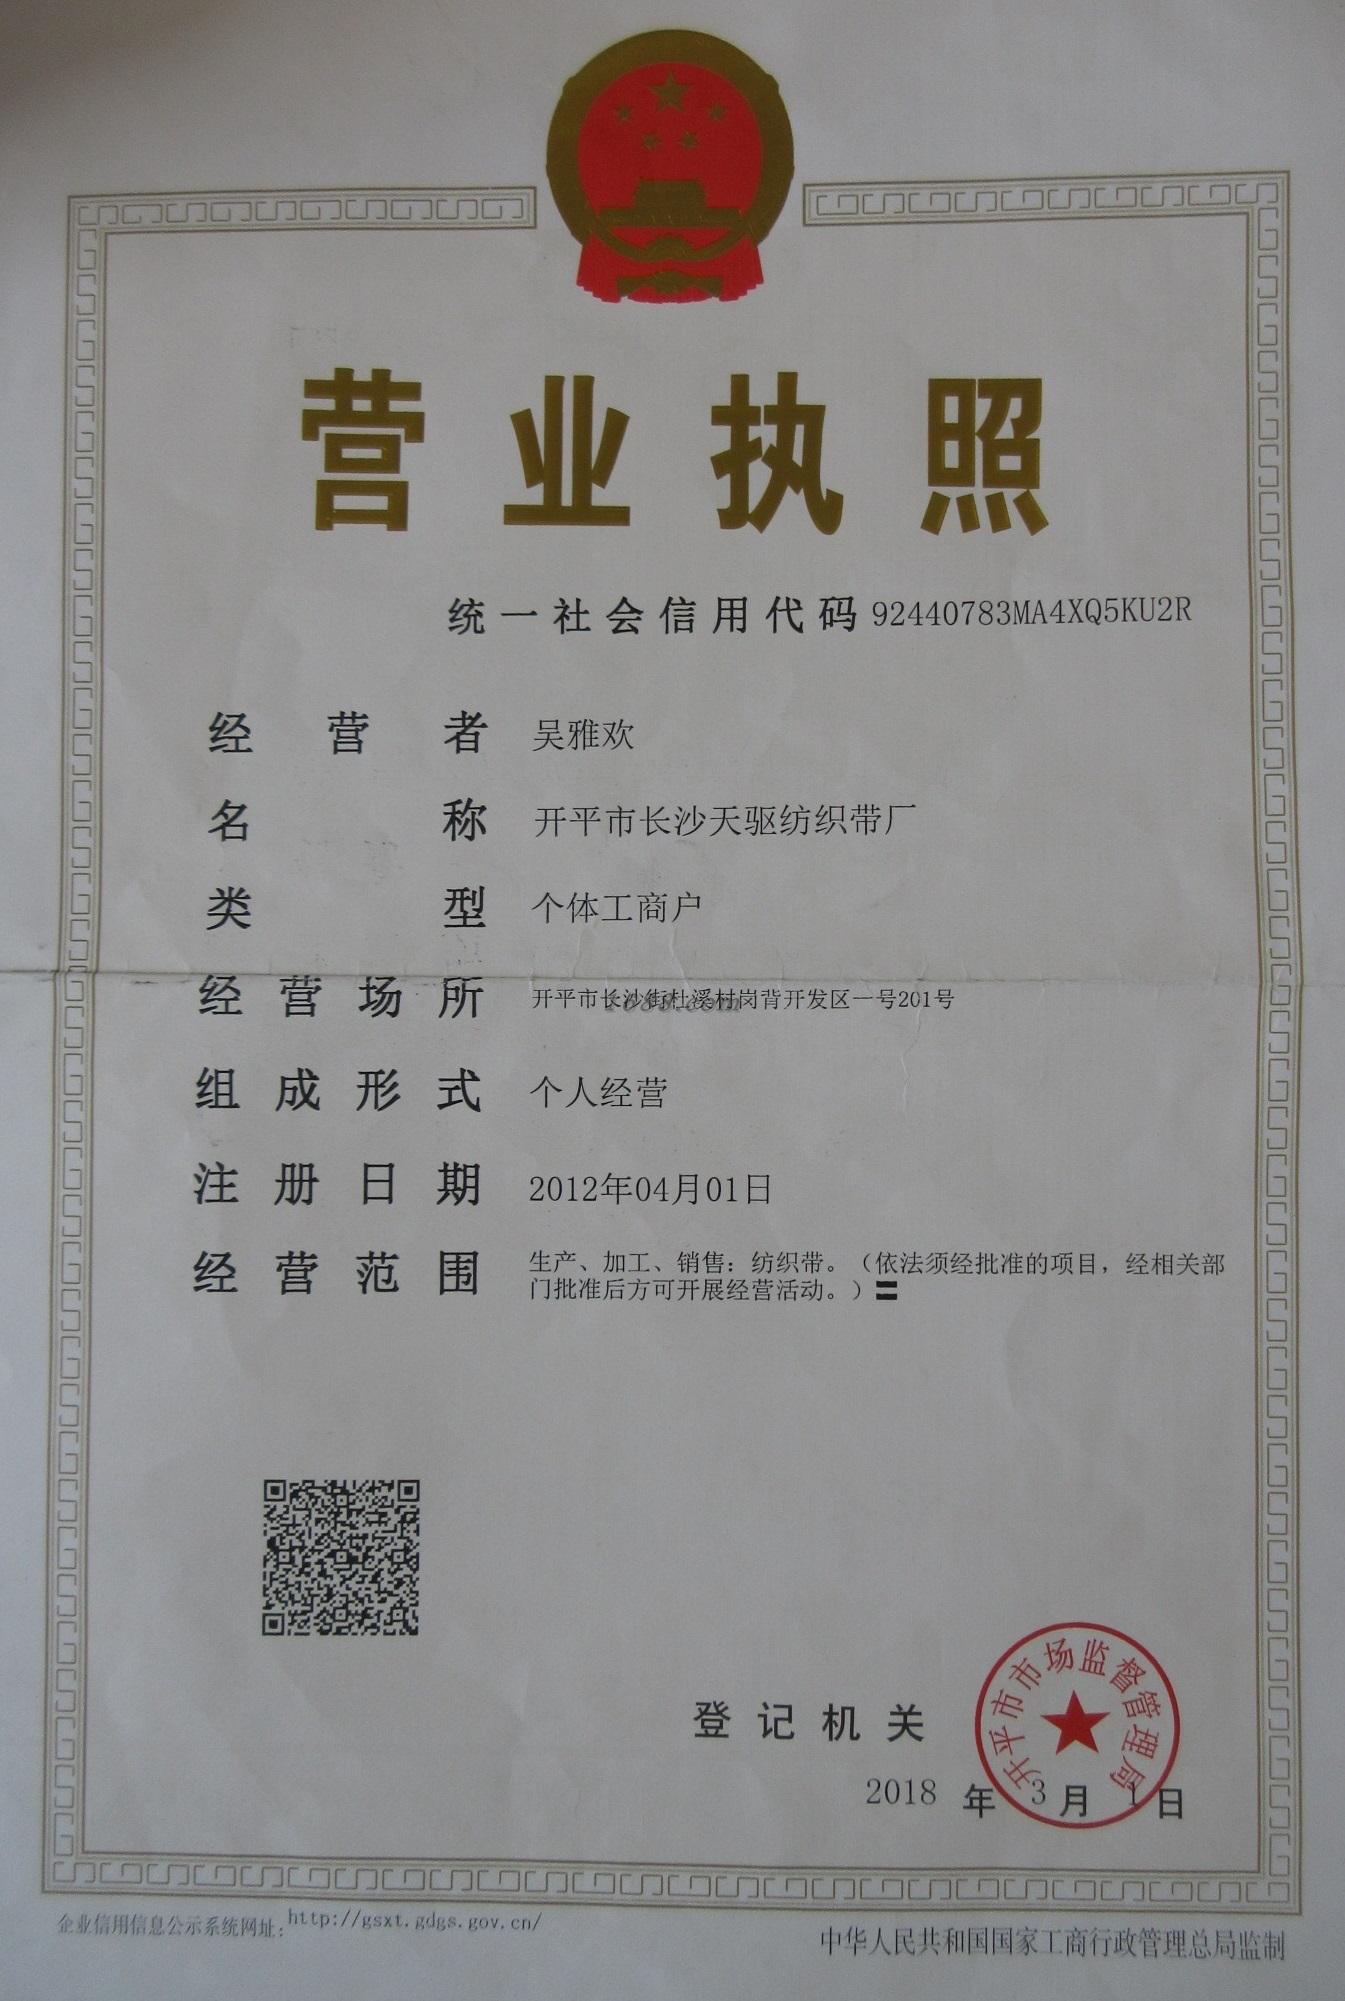 营业执照
统一社会信用代码 92440783MA4XQ5KU2R
经营者 吴雅欢
名称 开平市长沙天驱纺织带厂
类型 个体工商户
经营场所 开平市长沙街杜溪村岗背开发区一号201号
1688.com
组成形式 个人经营
注册日期 2012年04月01日
经营范围 生产、加工、销售：纺织带。（依法须经批准的项目，经相关部
门批准后方可开展经营活动。）〓
登记机关
开平市市场监督管理局
2018 年 3 月 1 日
企业信用信息公示系统网址：http://gsxt.gdgs.gov.cn/
中华人民共和国国家工商行政管理总局监制